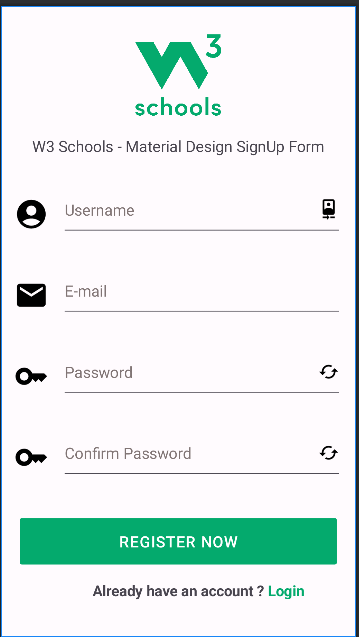 W3
schools
W3 Schools - Material Design SignUp Form
Username
E-mail
Password
Confirm Password
REGISTER NOW
Already have an account ? Login